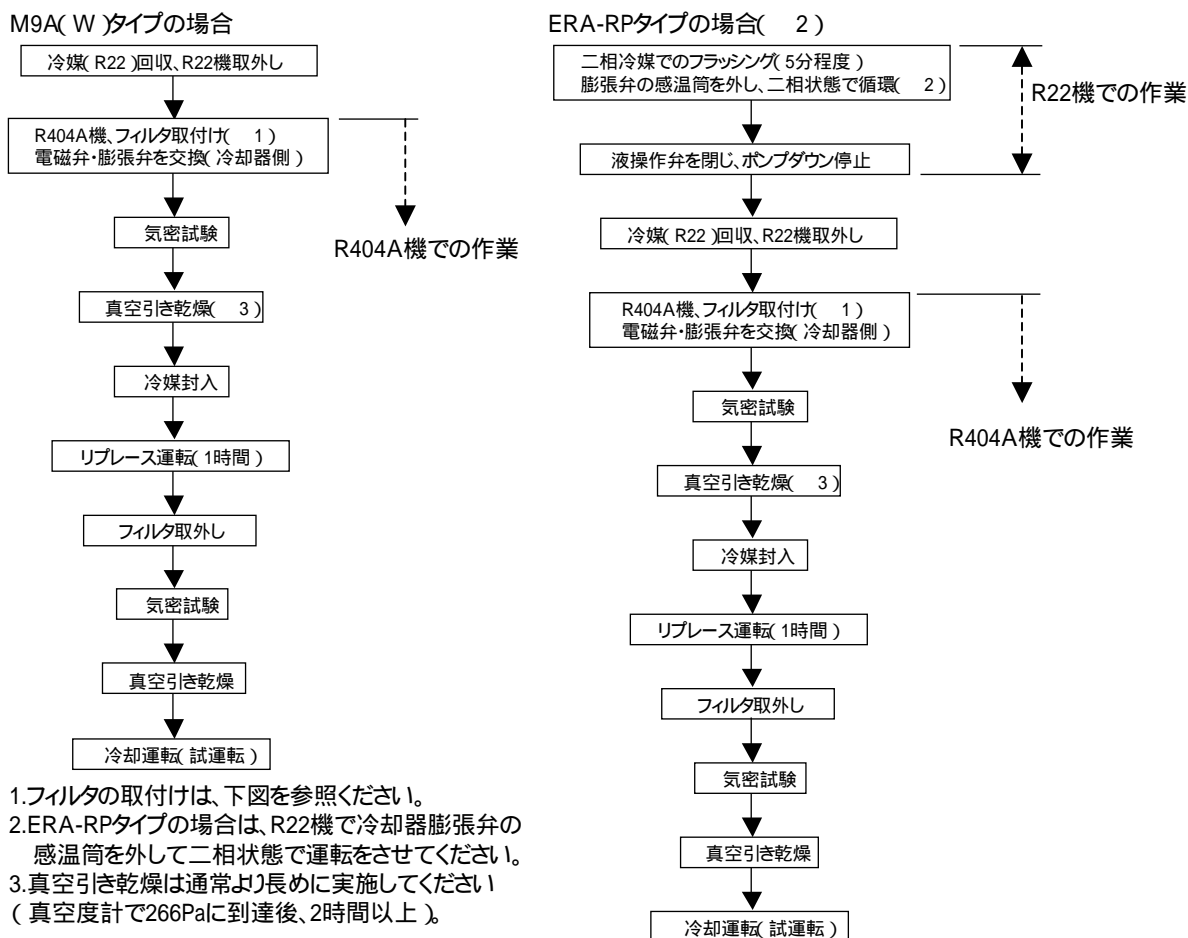 M9A(W)タイプの場合
冷媒(R22)回収、R22機取外し
R404A機、フィルタ取付け( 1)
電磁弁・膨張弁を交換(冷却器側)
R404A機での作業
気密試験
真空引き乾燥( 3)
冷媒封入
リプレース運転(1時間)
フィルタ取外し
気密試験
真空引き乾燥
冷却運転(試運転)
1.フィルタの取付けは、下図を参照ください。
2.ERA-RPタイプの場合は、R22機で冷却器膨張弁の
感温筒を外して二相状態で運転をさせてください。
3.真空引き乾燥は通常より長めに実施してください
(真空度計で266Paに到達後、2時間以上)。
ERA-RPタイプの場合( 2)
二相冷媒でのフラッシング(5分程度)
膨張弁の感温筒を外し、二相状態で循環( 2)
R22機での作業
液操作弁を閉じ、ポンプダウン停止
冷媒(R22)回収、R22機取外し
R404A機、フィルタ取付け( 1)
電磁弁・膨張弁を交換(冷却器側)
R404A機での作業
気密試験
真空引き乾燥( 3)
冷媒封入
リプレース運転(1時間)
フィルタ取外し
気密試験
真空引き乾燥
冷却運転(試運転)